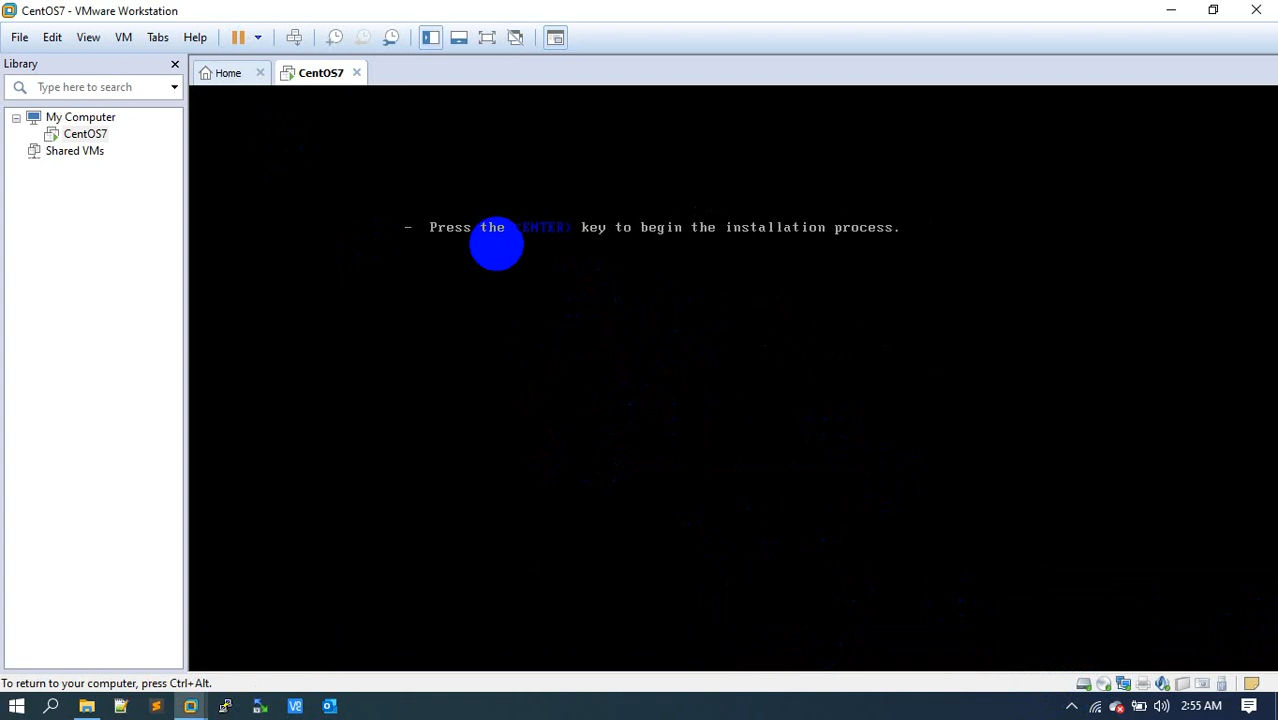 CentOS7 - VMware Workstation
File Edit View VM Tabs Help
Library
Home
CentOS7
Type here to search
My Computer
CentOS7
Shared VMs
- Press the <ENTER> key to begin the installation process.
To return to your computer, press Ctrl+Alt.
2:55 AM